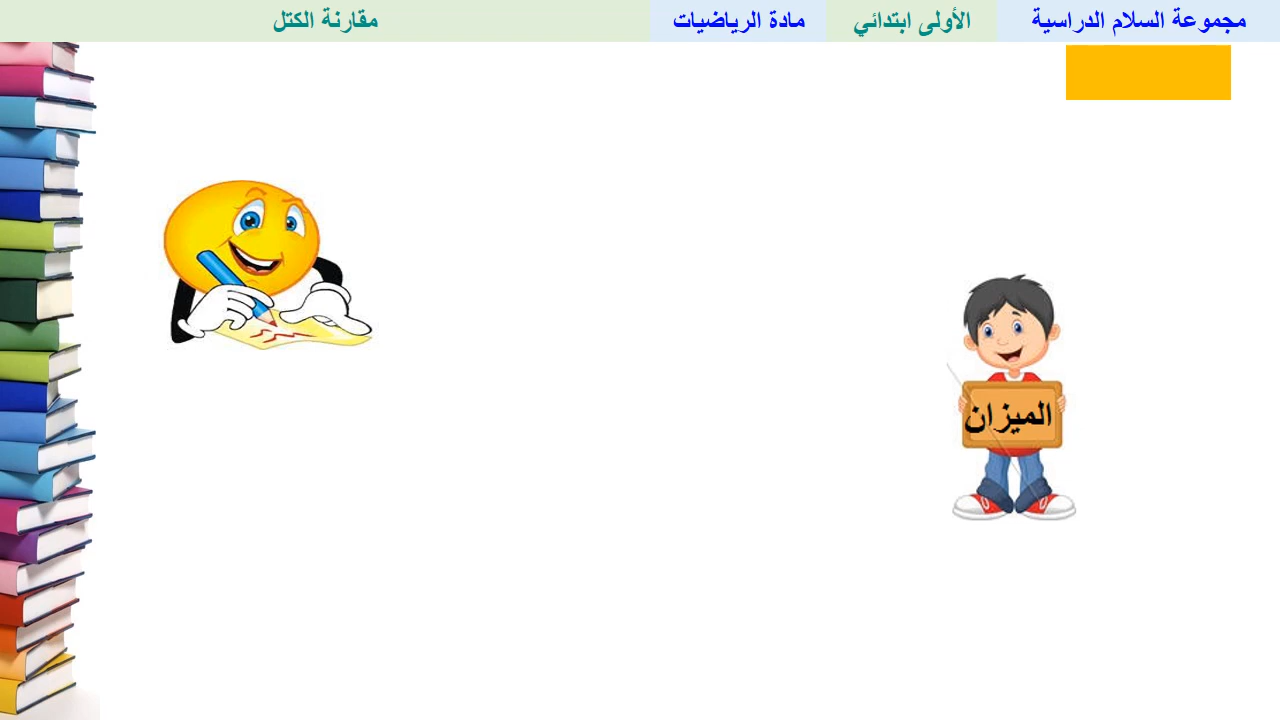 مجموعة السلام الدراسية
الأولى ابتدائي
مادة الرياضيات
مقارنة الكتل
الميزان